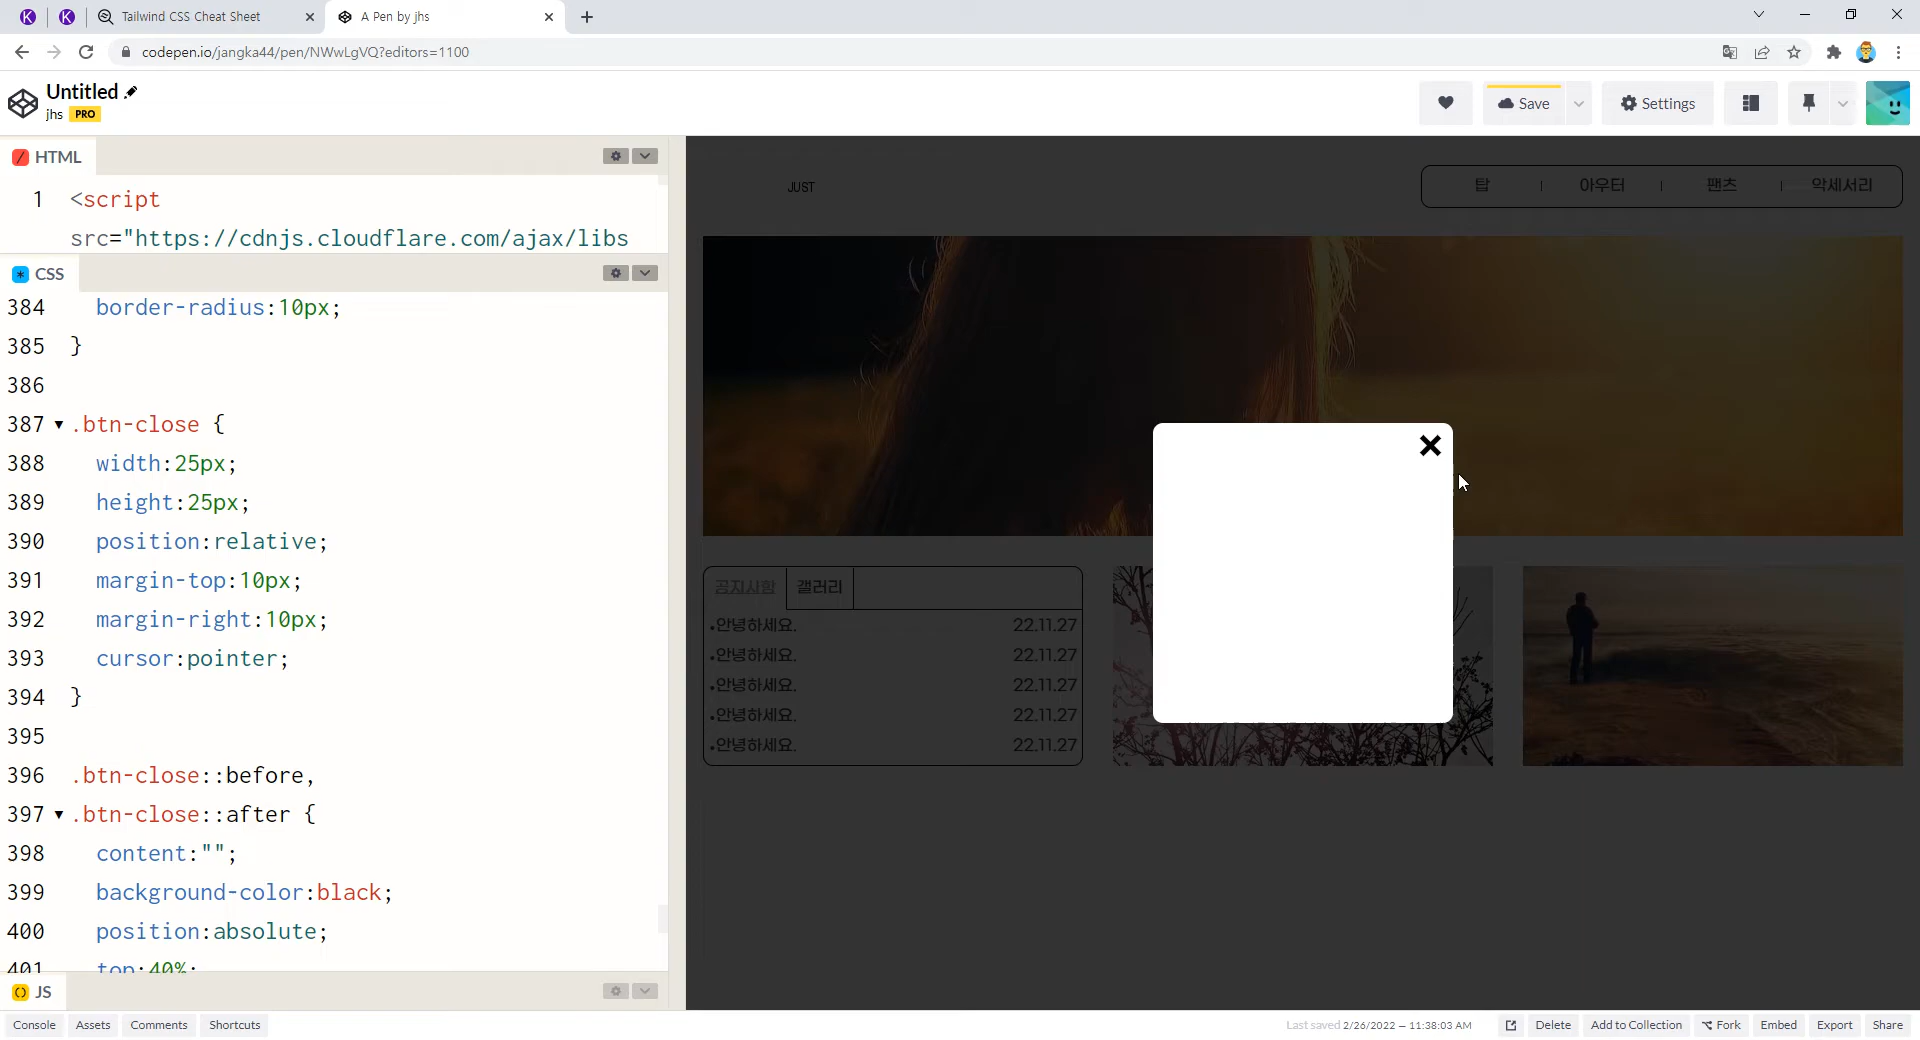 Tailwind CSS Cheat Sheet
A Pen by jhs
codepen.io/jangka44/pen/NWwLgVQ?editors=1100
Untitled
jhs PRO
Save
Settings
HTML
1 <script
src="https://cdnjs.cloudflare.com/ajax/libs
CSS
384 border-radius:10px;
385 }
386
387 .btn-close {
388 width:25px;
389 height:25px;
390 position:relative;
391 margin-top:10px;
392 margin-right:10px;
393 cursor:pointer;
394 }
395
396 .btn-close::before,
397 .btn-close::after {
398 content:"";
399 background-color:black;
400 position:absolute;
401 top:40%;
JS
JUST
탑 아우터 팬츠 악세서리
공지사항 갤러리
•안녕하세요. 22.11.27
•안녕하세요. 22.11.27
•안녕하세요. 22.11.27
•안녕하세요. 22.11.27
•안녕하세요. 22.11.27
Console Assets Comments Shortcuts
Last saved 2/26/2022 — 11:38:03 AM
Delete Add to Collection Fork Embed Export Share